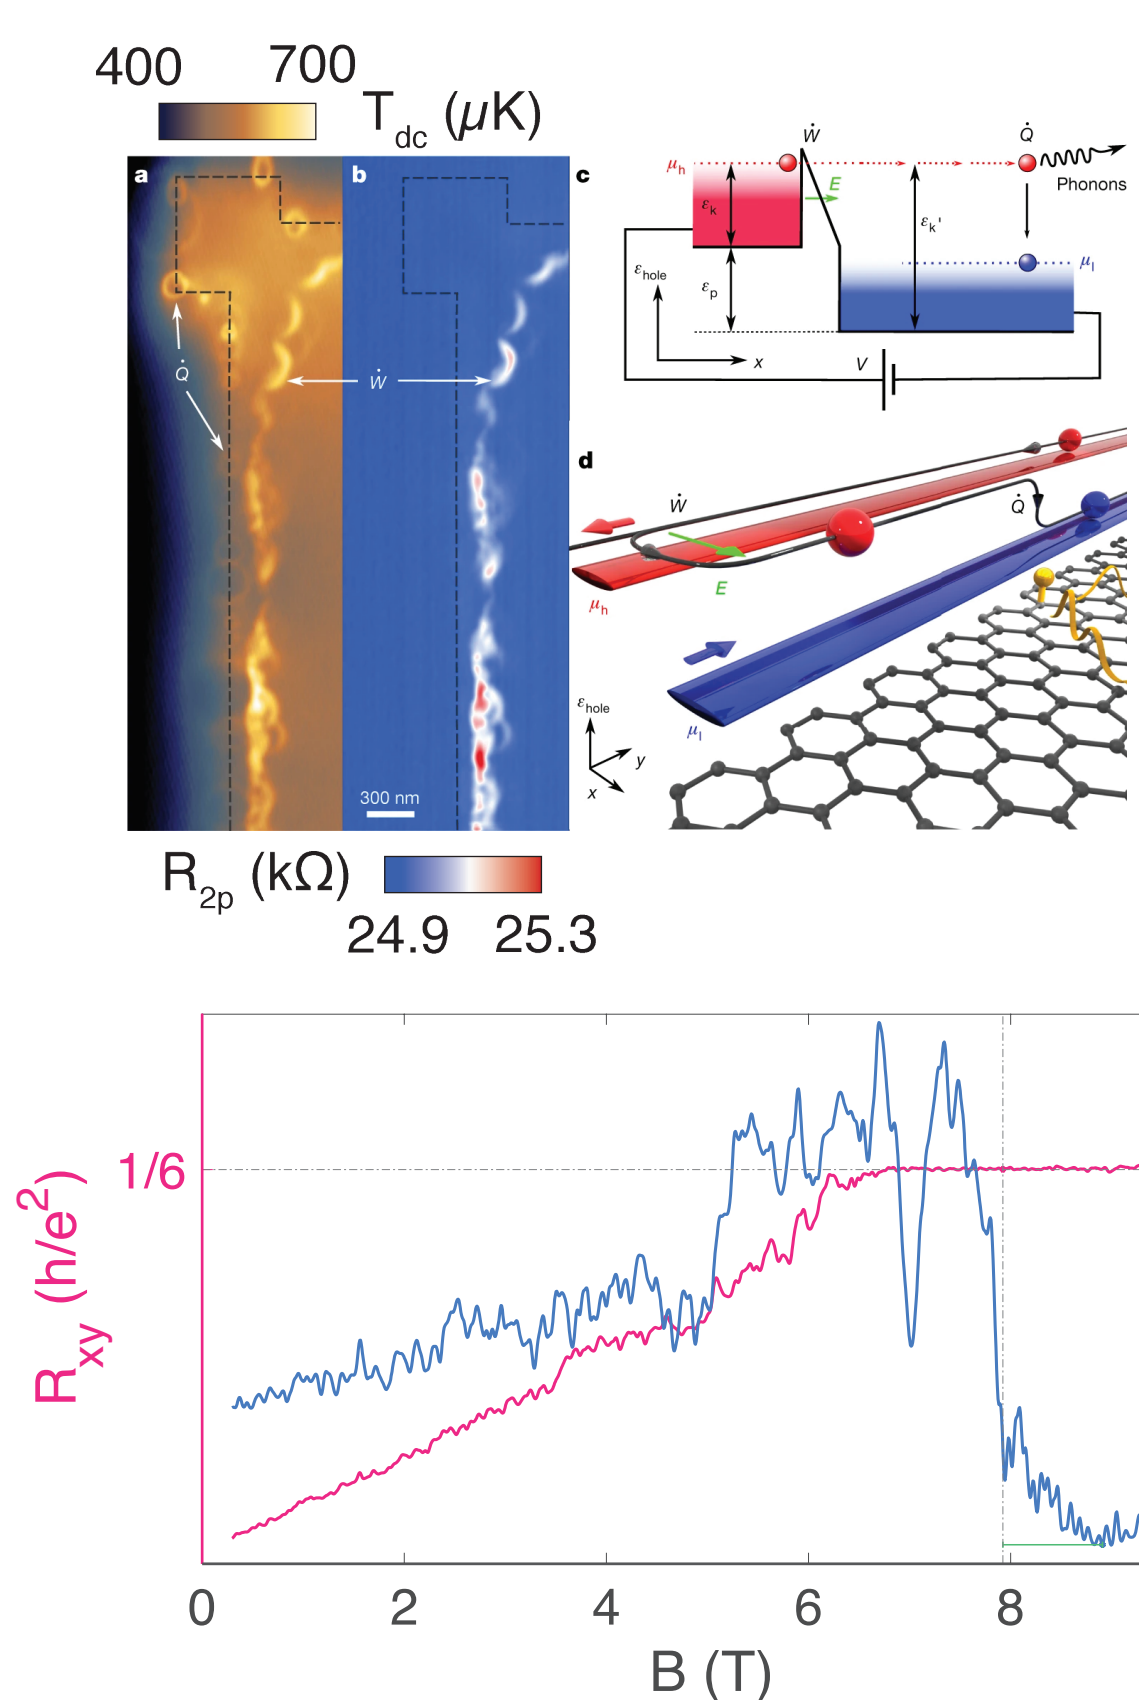 400 700
T_dc (μK)
a
b
Q̇
Ẇ
300 nm
R_2p (kΩ)
24.9 25.3
c
Ẇ
Q̇
μ_h
E
Phonons
ε_k
ε_k'
μ_l
ε_hole
ε_p
x
V
d
Ẇ
Q̇
E
μ_h
μ_l
ε_hole
y
x
1/6
R_xy (h/e²)
0 2 4 6 8
B (T)